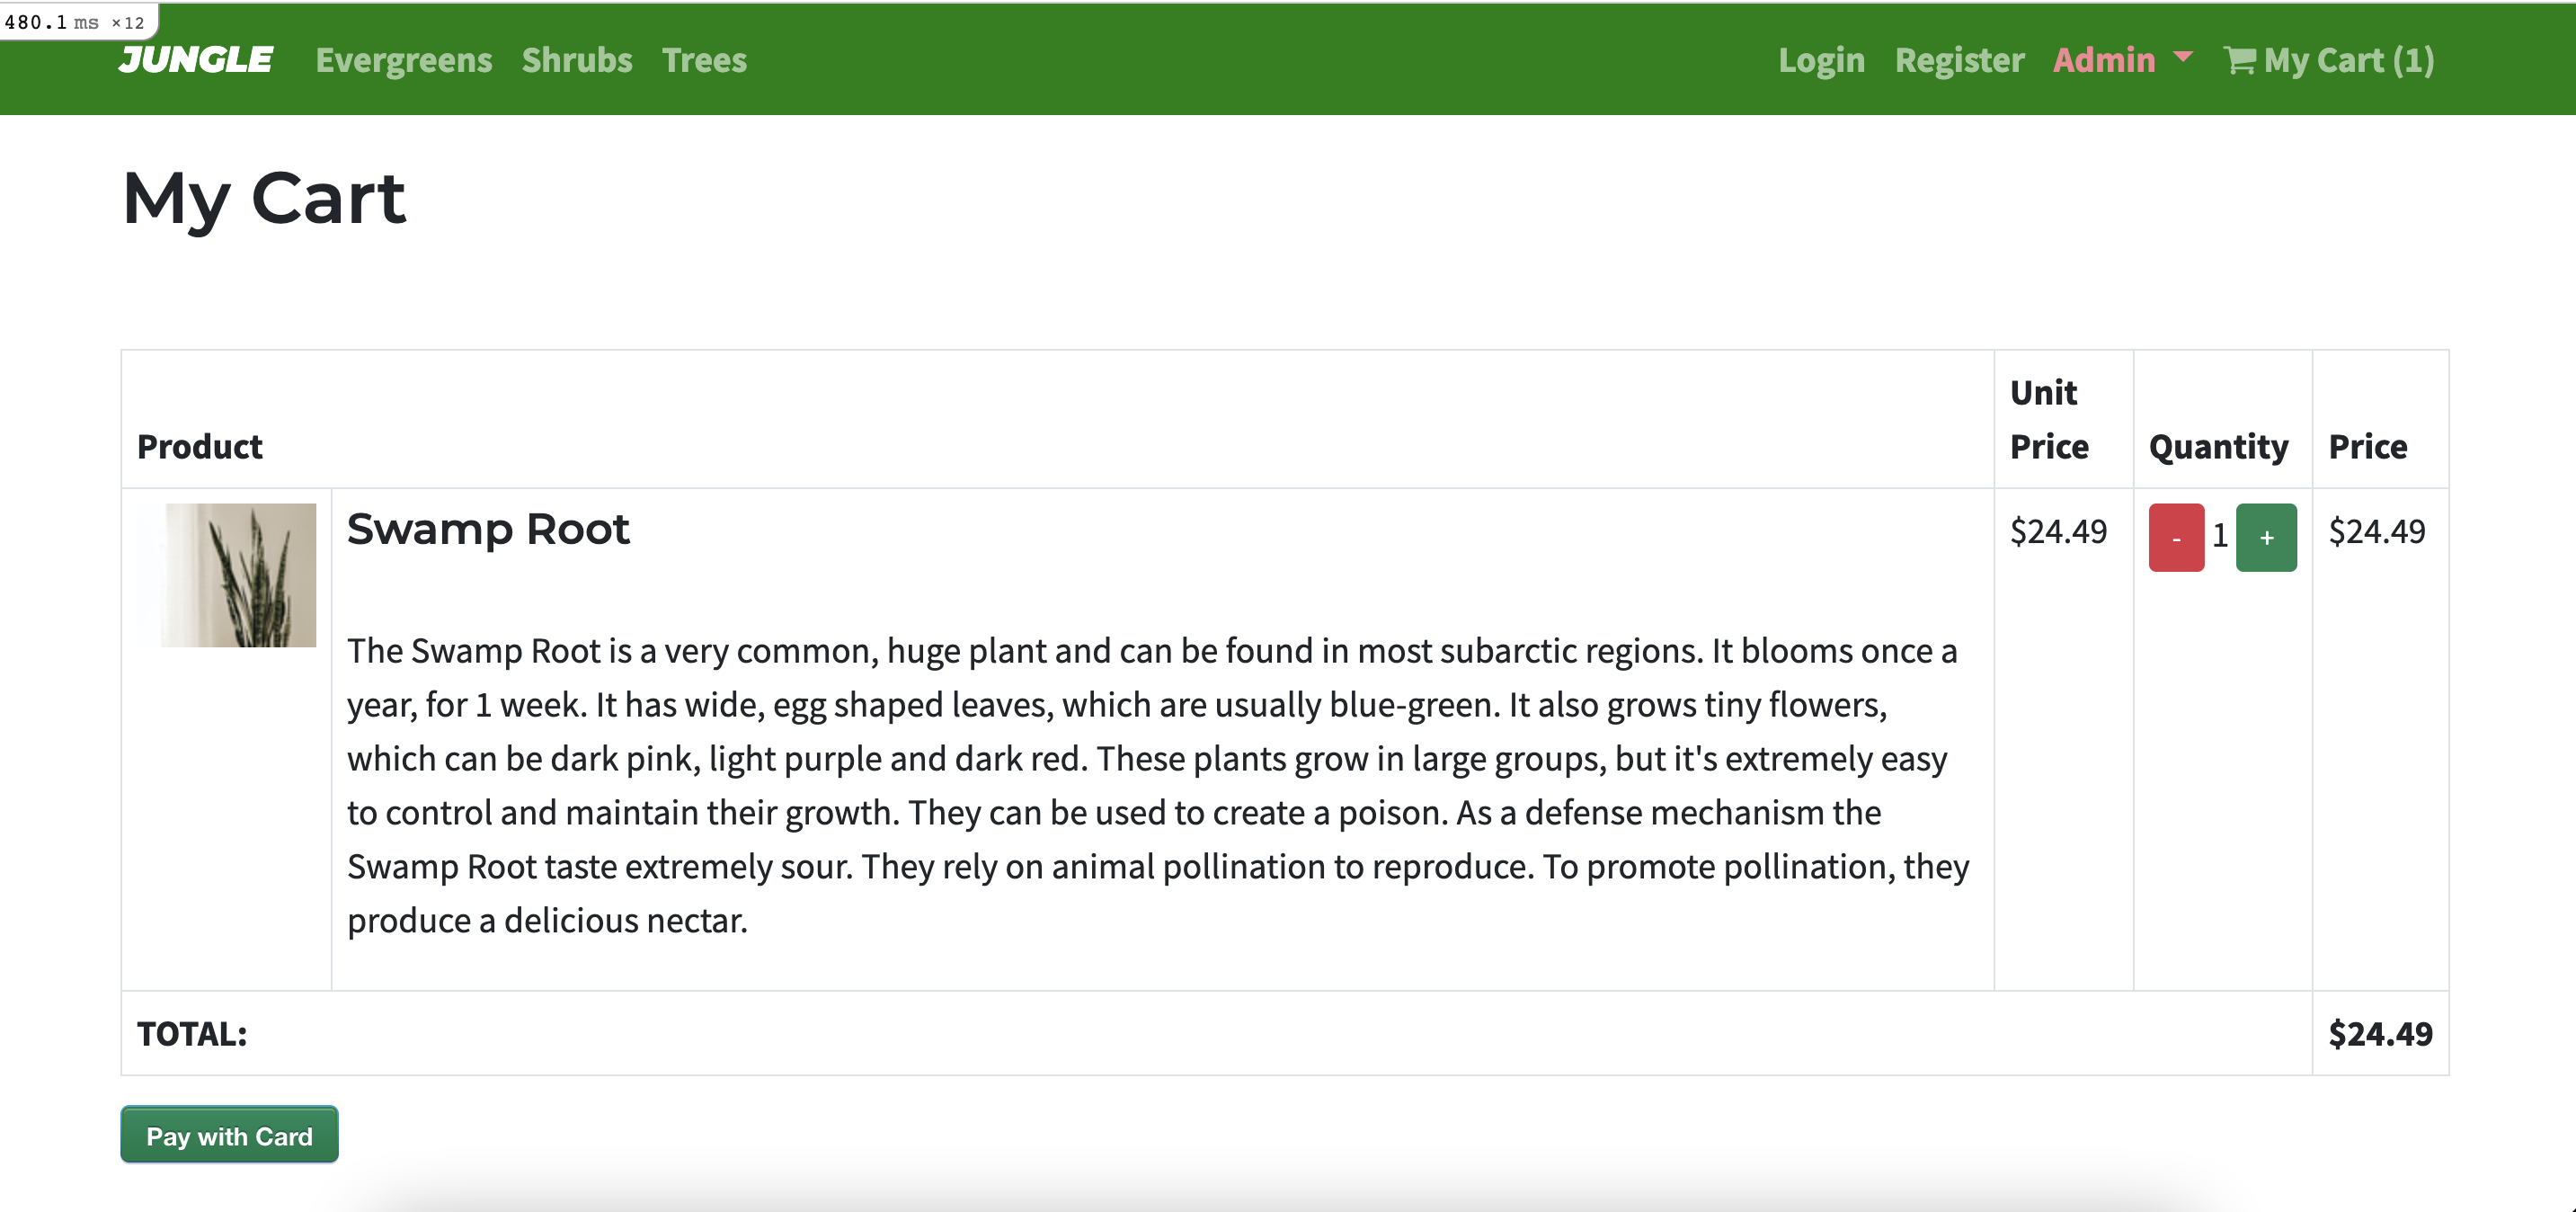 480.1 ms ×12
JUNGLE Evergreens Shrubs Trees Login Register Admin My Cart (1)
My Cart
Product Unit Price Quantity Price
Swamp Root $24.49 - 1 + $24.49
The Swamp Root is a very common, huge plant and can be found in most subarctic regions. It blooms once a
year, for 1 week. It has wide, egg shaped leaves, which are usually blue-green. It also grows tiny flowers,
which can be dark pink, light purple and dark red. These plants grow in large groups, but it's extremely easy
to control and maintain their growth. They can be used to create a poison. As a defense mechanism the
Swamp Root taste extremely sour. They rely on animal pollination to reproduce. To promote pollination, they
produce a delicious nectar.
TOTAL: $24.49
Pay with Card